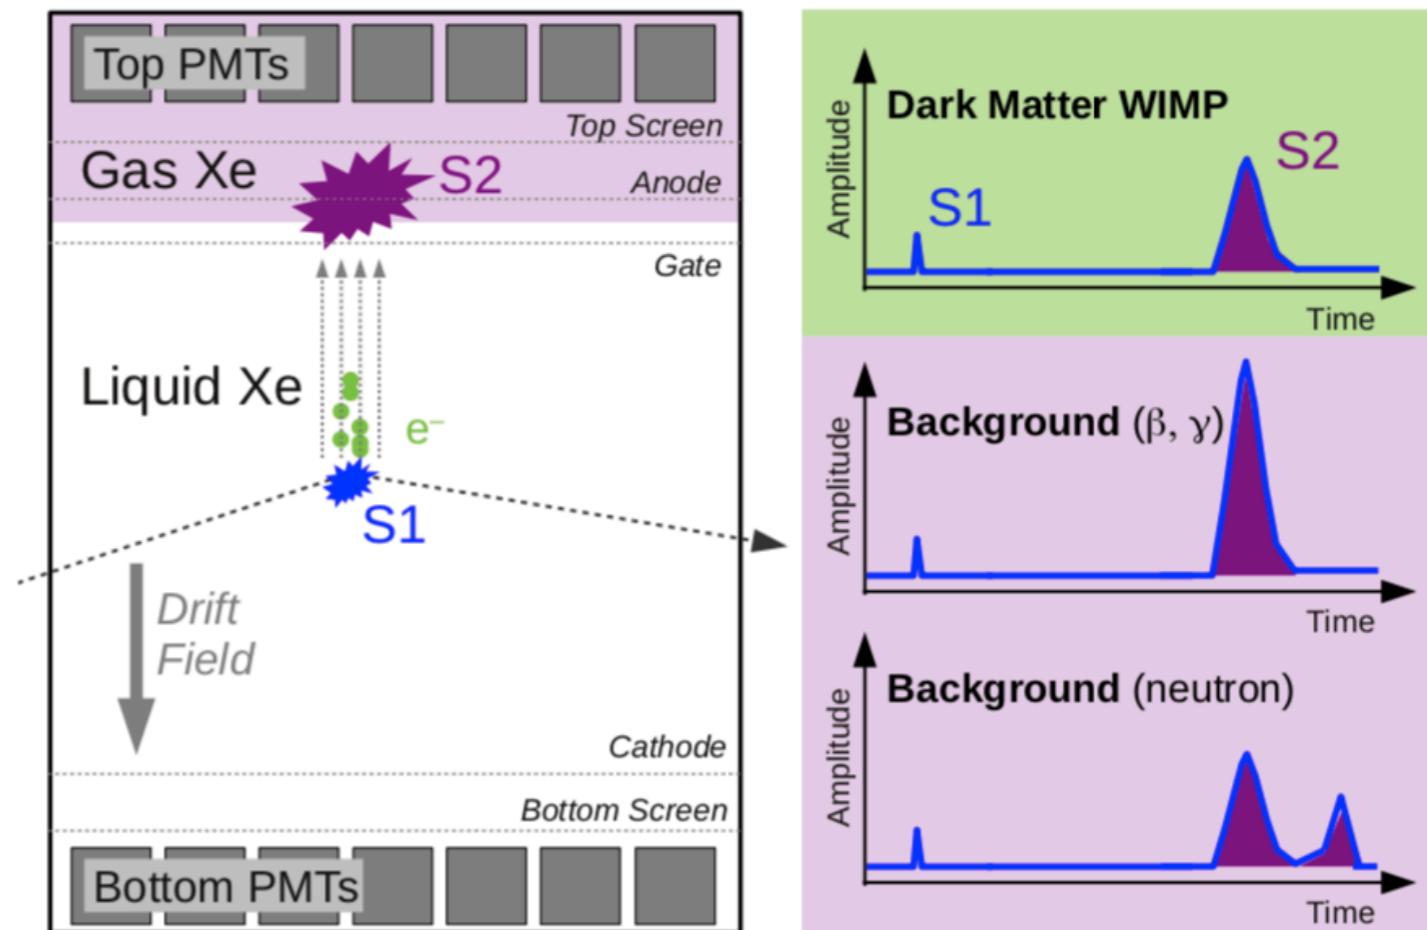 Top PMTs
Top Screen
Gas Xe
S2
Anode
Gate
Liquid Xe
e⁻
S1
Drift
Field
Cathode
Bottom Screen
Bottom PMTs
Amplitude
Dark Matter WIMP
S1
S2
Time
Amplitude
Background (β, γ)
Time
Amplitude
Background (neutron)
Time